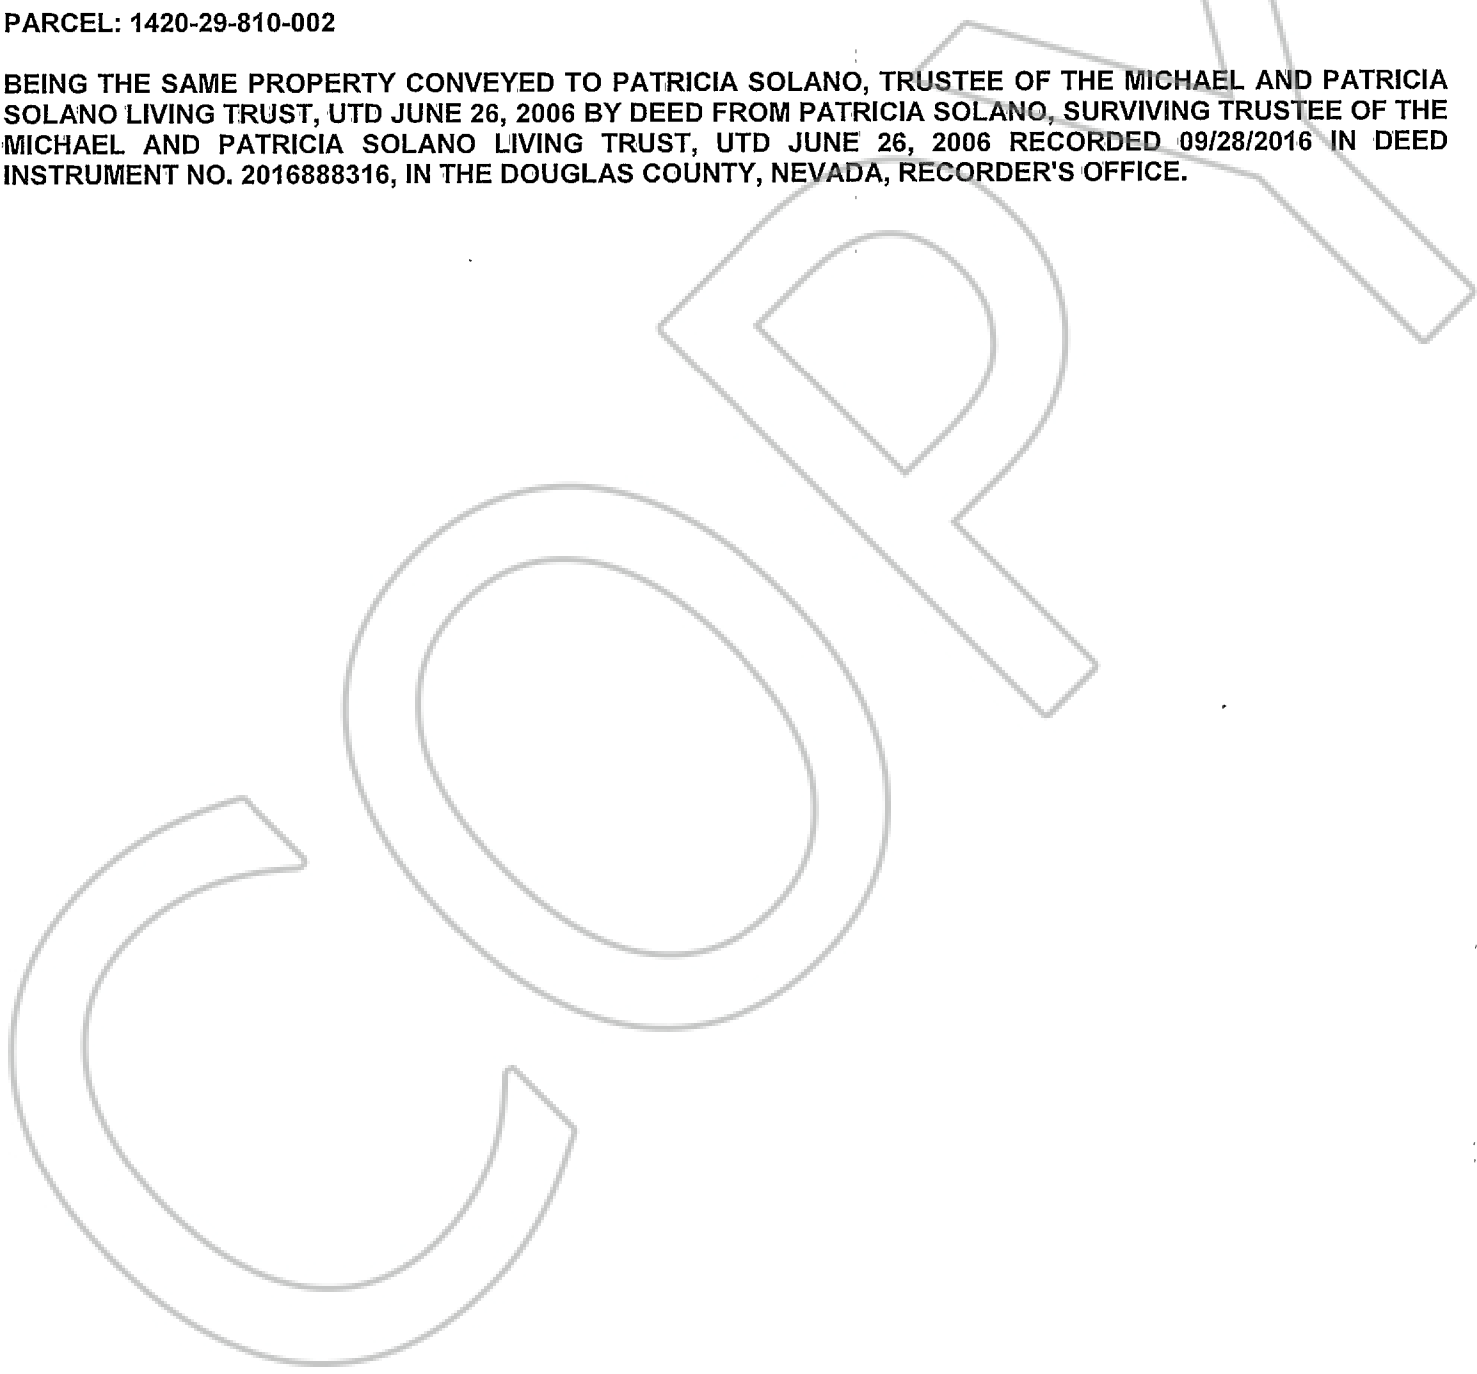 PARCEL: 1420-29-810-002
BEING THE SAME PROPERTY CONVEYED TO PATRICIA SOLANO, TRUSTEE OF THE MICHAEL AND PATRICIA
SOLANO LIVING TRUST, UTD JUNE 26, 2006 BY DEED FROM PATRICIA SOLANO, SURVIVING TRUSTEE OF THE
MICHAEL AND PATRICIA SOLANO LIVING TRUST, UTD JUNE 26, 2006 RECORDED 09/28/2016 IN DEED
INSTRUMENT NO. 2016888316, IN THE DOUGLAS COUNTY, NEVADA, RECORDER'S OFFICE.
COPY